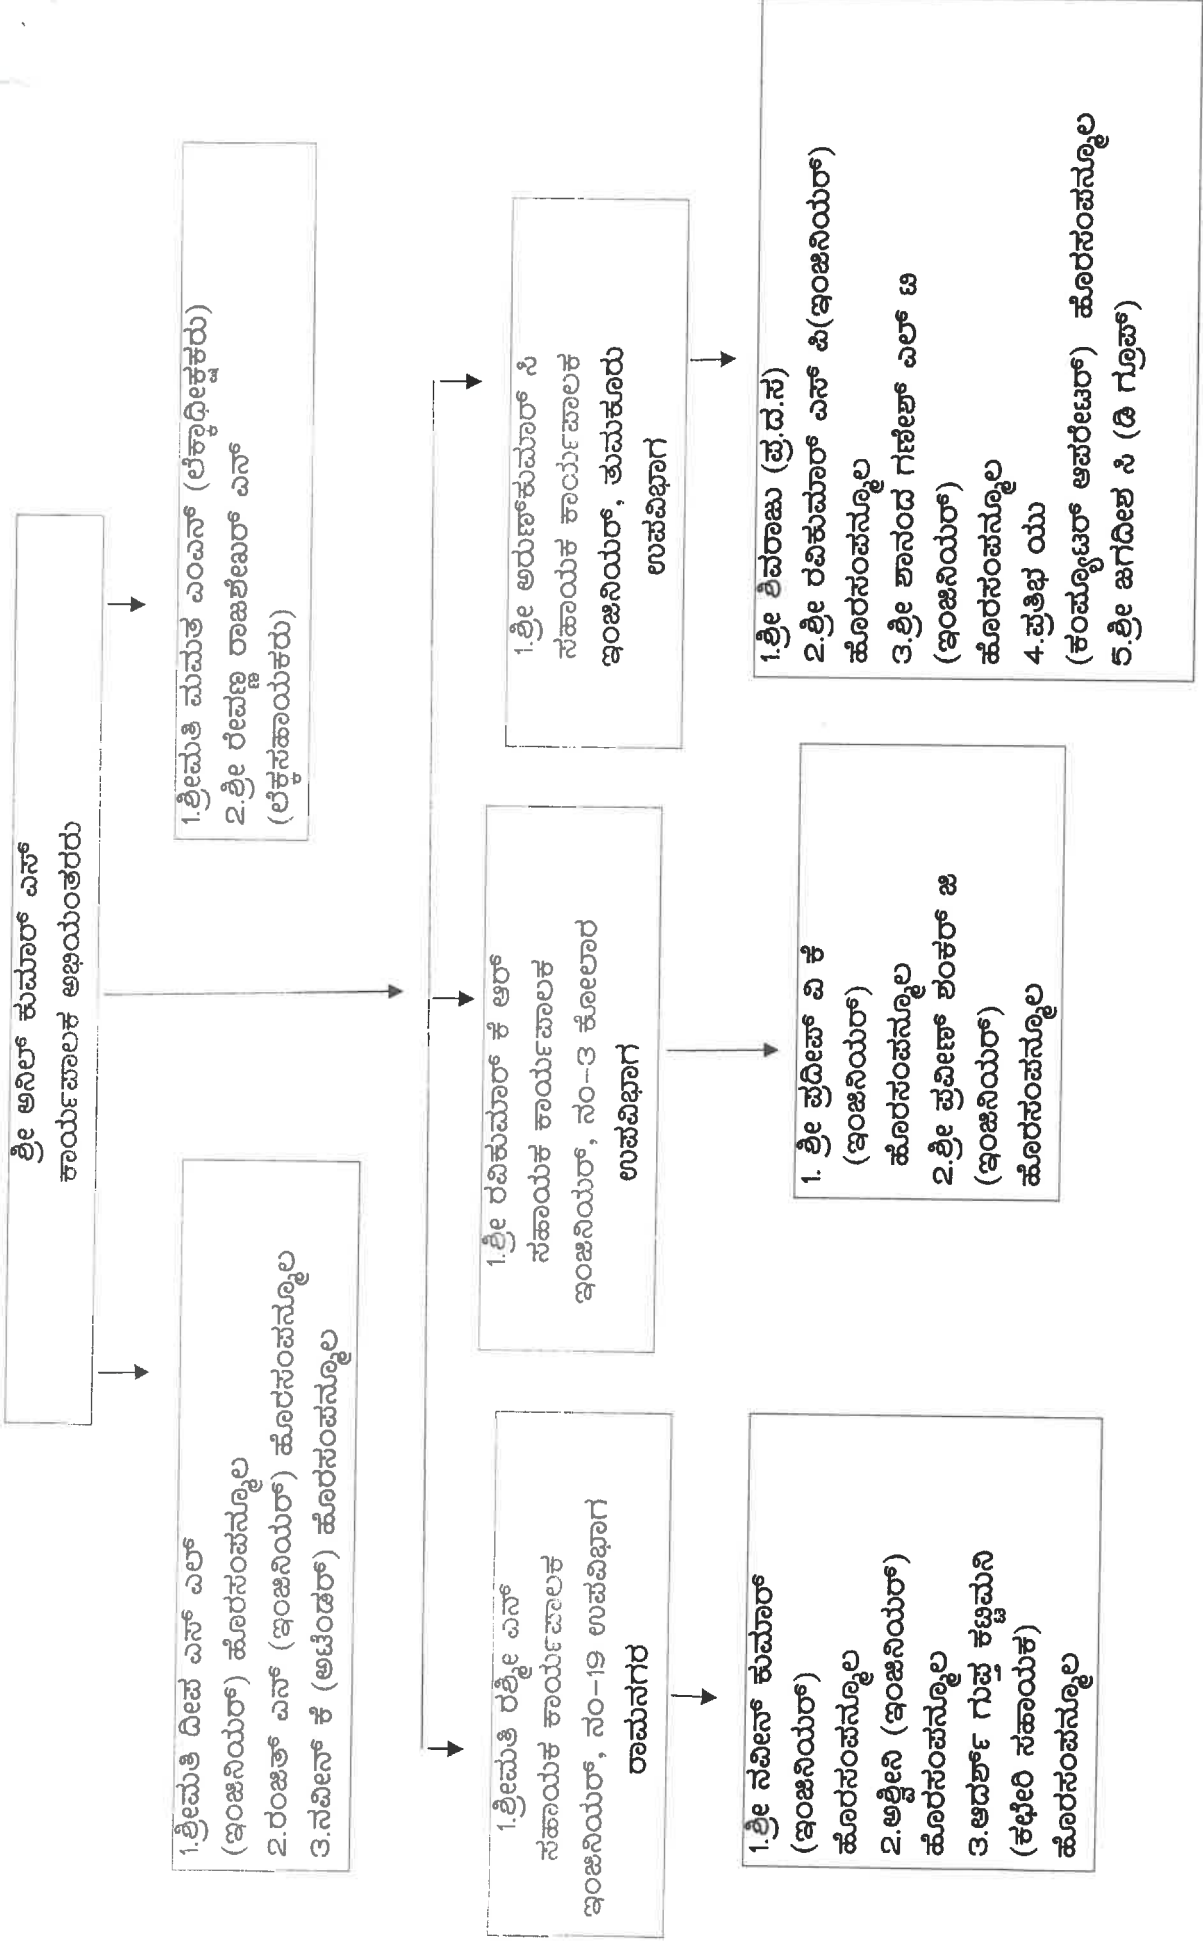 ಶ್ರೀ ಅನಿಲ್ ಕುಮಾರ್ ಎಸ್
ಕಾರ್ಯಪಾಲಕ ಅಭಿಯಂತರರು
1.ಶ್ರೀಮತಿ ದೀಪ ಎಸ್ ಎಲ್
(ಇಂಜಿನಿಯರ್) ಹೊರಸಂಪನ್ಮೂಲ
2.ರಂಜಿತ್ ಎನ್ (ಇಂಜಿನಿಯರ್) ಹೊರಸಂಪನ್ಮೂಲ
3.ನವೀನ್ ಕೆ (ಅಟೆಂಡರ್) ಹೊರಸಂಪನ್ಮೂಲ
1.ಶ್ರೀಮತಿ ಮಮತ ಎಂಎನ್ (ಲೆಕ್ಕಾಧೀಕ್ಷಕರು)
2.ಶ್ರೀ ರೇವಣ್ಣ ರಾಜಶೇಖರ್ ಎನ್
(ಲೆಕ್ಕಸಹಾಯಕರು)
1.ಶ್ರೀಮತಿ ರಶ್ಮೀ ಎನ್
ಸಹಾಯಕ ಕಾರ್ಯಪಾಲಕ
ಇಂಜಿನಿಯರ್, ನಂ-19 ಉಪವಿಭಾಗ
ರಾಮನಗರ
1.ಶ್ರೀ ರವಿಕುಮಾರ್ ಕೆ ಆರ್
ಸಹಾಯಕ ಕಾರ್ಯಪಾಲಕ
ಇಂಜಿನಿಯರ್, ನಂ-3 ಕೋಲಾರ
ಉಪವಿಭಾಗ
1.ಶ್ರೀ ಅರುಣ್‌ಕುಮಾರ್ ಸಿ
ಸಹಾಯಕ ಕಾರ್ಯಪಾಲಕ
ಇಂಜಿನಿಯರ್, ತುಮಕೂರು
ಉಪವಿಭಾಗ
1.ಶ್ರೀ ನವೀನ್ ಕುಮಾರ್
(ಇಂಜಿನಿಯರ್)
ಹೊರಸಂಪನ್ಮೂಲ
2.ಅಶ್ವೀನಿ (ಇಂಜಿನಿಯರ್)
ಹೊರಸಂಪನ್ಮೂಲ
3.ಆದರ್ಶ್ ಗುಪ್ತ ಕಟ್ಟಿಮನಿ
(ಕಛೇರಿ ಸಹಾಯಕ)
ಹೊರಸಂಪನ್ಮೂಲ
1. ಶ್ರೀ ಪ್ರದೀಪ್ ವಿ ಕೆ
(ಇಂಜಿನಿಯರ್)
ಹೊರಸಂಪನ್ಮೂಲ
2.ಶ್ರೀ ಪ್ರವೀಣ್ ಶಂಕರ್ ಜಿ
(ಇಂಜಿನಿಯರ್)
ಹೊರಸಂಪನ್ಮೂಲ
1.ಶ್ರೀ ಶಿವರಾಜು (ಪ್ರ.ದ.ಸ)
2.ಶ್ರೀ ರವಿಕುಮಾರ್ ಎಸ್ ಪಿ(ಇಂಜಿನಿಯರ್)
ಹೊರಸಂಪನ್ಮೂಲ
3.ಶ್ರೀ ಶಾನಂದ ಗಣೇಶ್ ಎಲ್ ಟಿ
(ಇಂಜಿನಿಯರ್)
ಹೊರಸಂಪನ್ಮೂಲ
4.ಪ್ರತಿಭ ಯು
(ಕಂಪ್ಯೂಟರ್ ಆಪರೇಟರ್) ಹೊರಸಂಪನ್ಮೂಲ
5.ಶ್ರೀ ಜಗದೀಶ ಸಿ (ಡಿ ಗ್ರೂಪ್)